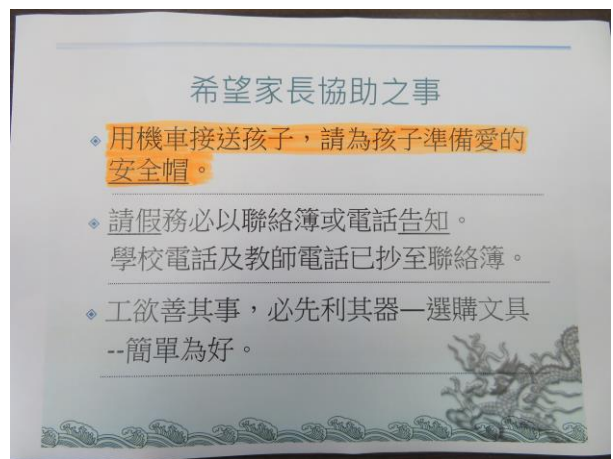 希望家長協助之事
用機車接送孩子，請為孩子準備愛的
安全帽。
請假務必以聯絡簿或電話告知。
學校電話及教師電話已抄至聯絡簿。
工欲善其事，必先利其器—選購文具
--簡單為好。